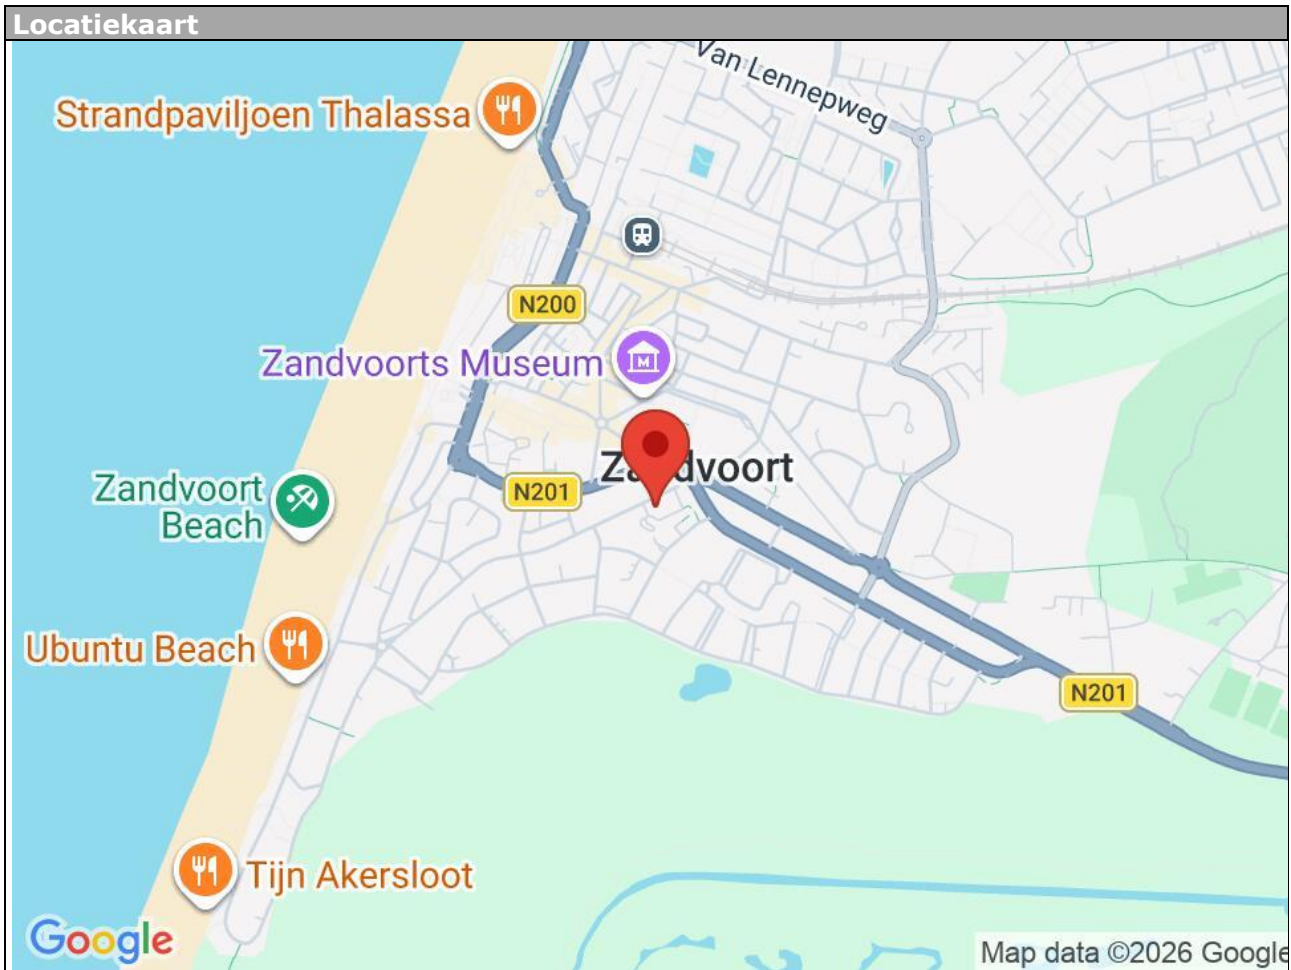 Locatiekaart
Van Lennepweg
Strandpaviljoen Thalassa
N200
Zandvoorts Museum
Zandvoort
Zandvoort
Beach
N201
Ubuntu Beach
N201
Tijn Akersloot
Google
Map data ©2026 Google